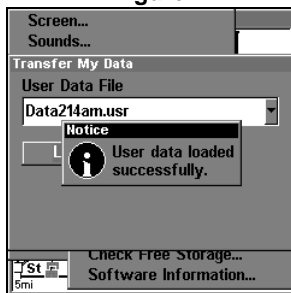 Screen...
Sounds...
Transfer My Data
User Data File
Data214am.usr
Notice
L
User data loaded
successfully.
Check Free Storage...
St
Software Information...
5mi